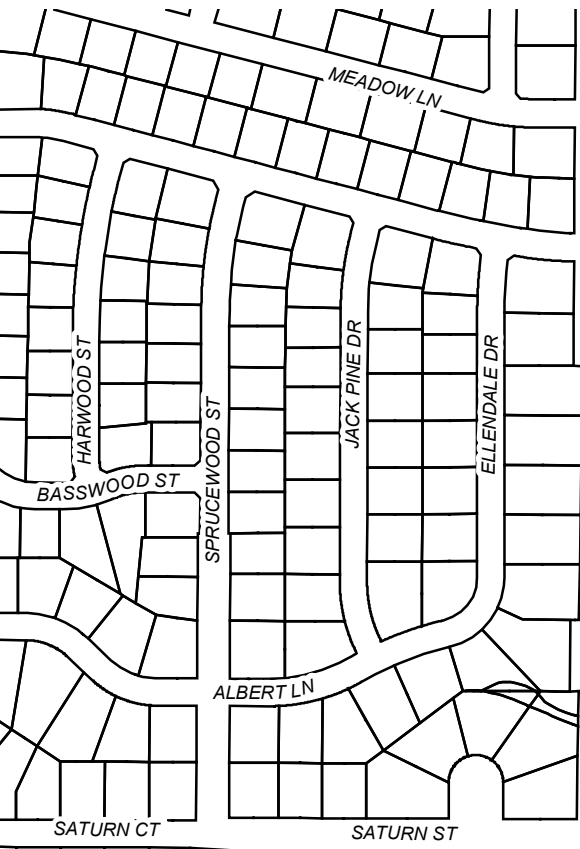 MEADOW LN
HARWOOD ST
JACK PINE DR
ELLENDALE DR
SPRUCEWOOD ST
BASSWOOD ST
ALBERT LN
SATURN CT
SATURN ST